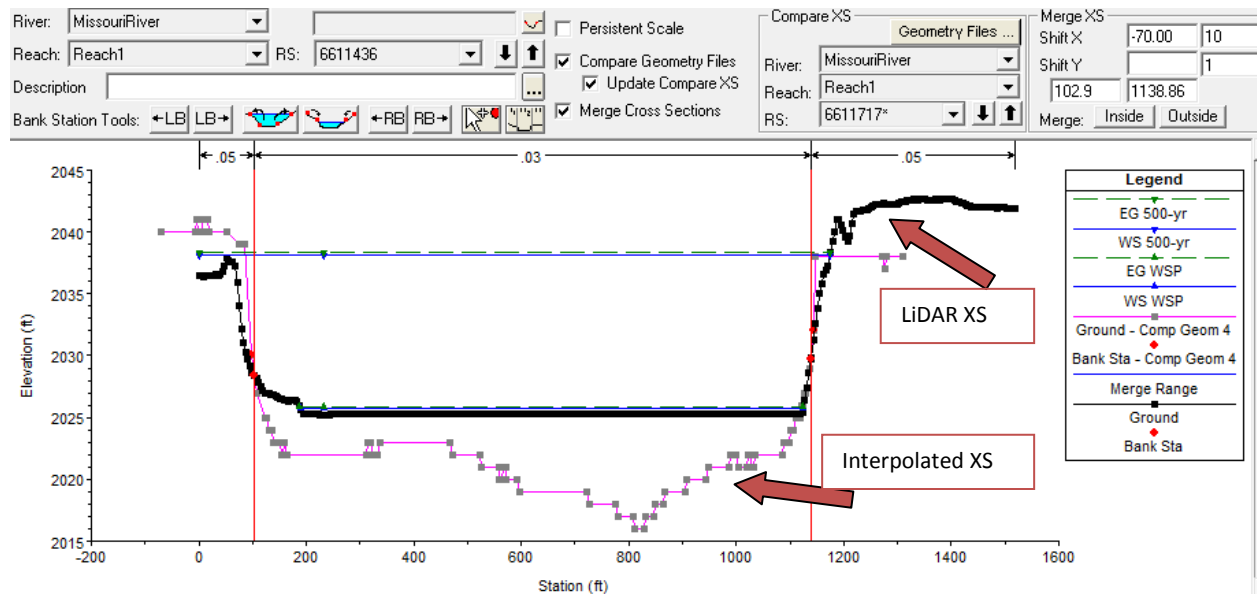 River: MissouriRiver
Reach: Reach1 RS: 6611436
Description ...
Bank Station Tools: LB LB RB RB
Persistent Scale
Compare Geometry Files
Update Compare XS
Merge Cross Sections
Compare XS
Geometry Files ...
River: MissouriRiver
Reach: Reach1
RS: 6611717*
Merge XS
Shift X -70.00 10
Shift Y 1
102.9 1138.86
Merge: Inside Outside
.05 .03 .05
2045
2040
2035
2030
2025
2020
2015
Elevation (ft)
-200 0 200 400 600 800 1000 1200 1400 1600
Station (ft)
LiDAR XS
Interpolated XS
Legend
EG 500-yr
WS 500-yr
EG WSP
WS WSP
Ground - Comp Geom 4
Bank Sta - Comp Geom 4
Merge Range
Ground
Bank Sta